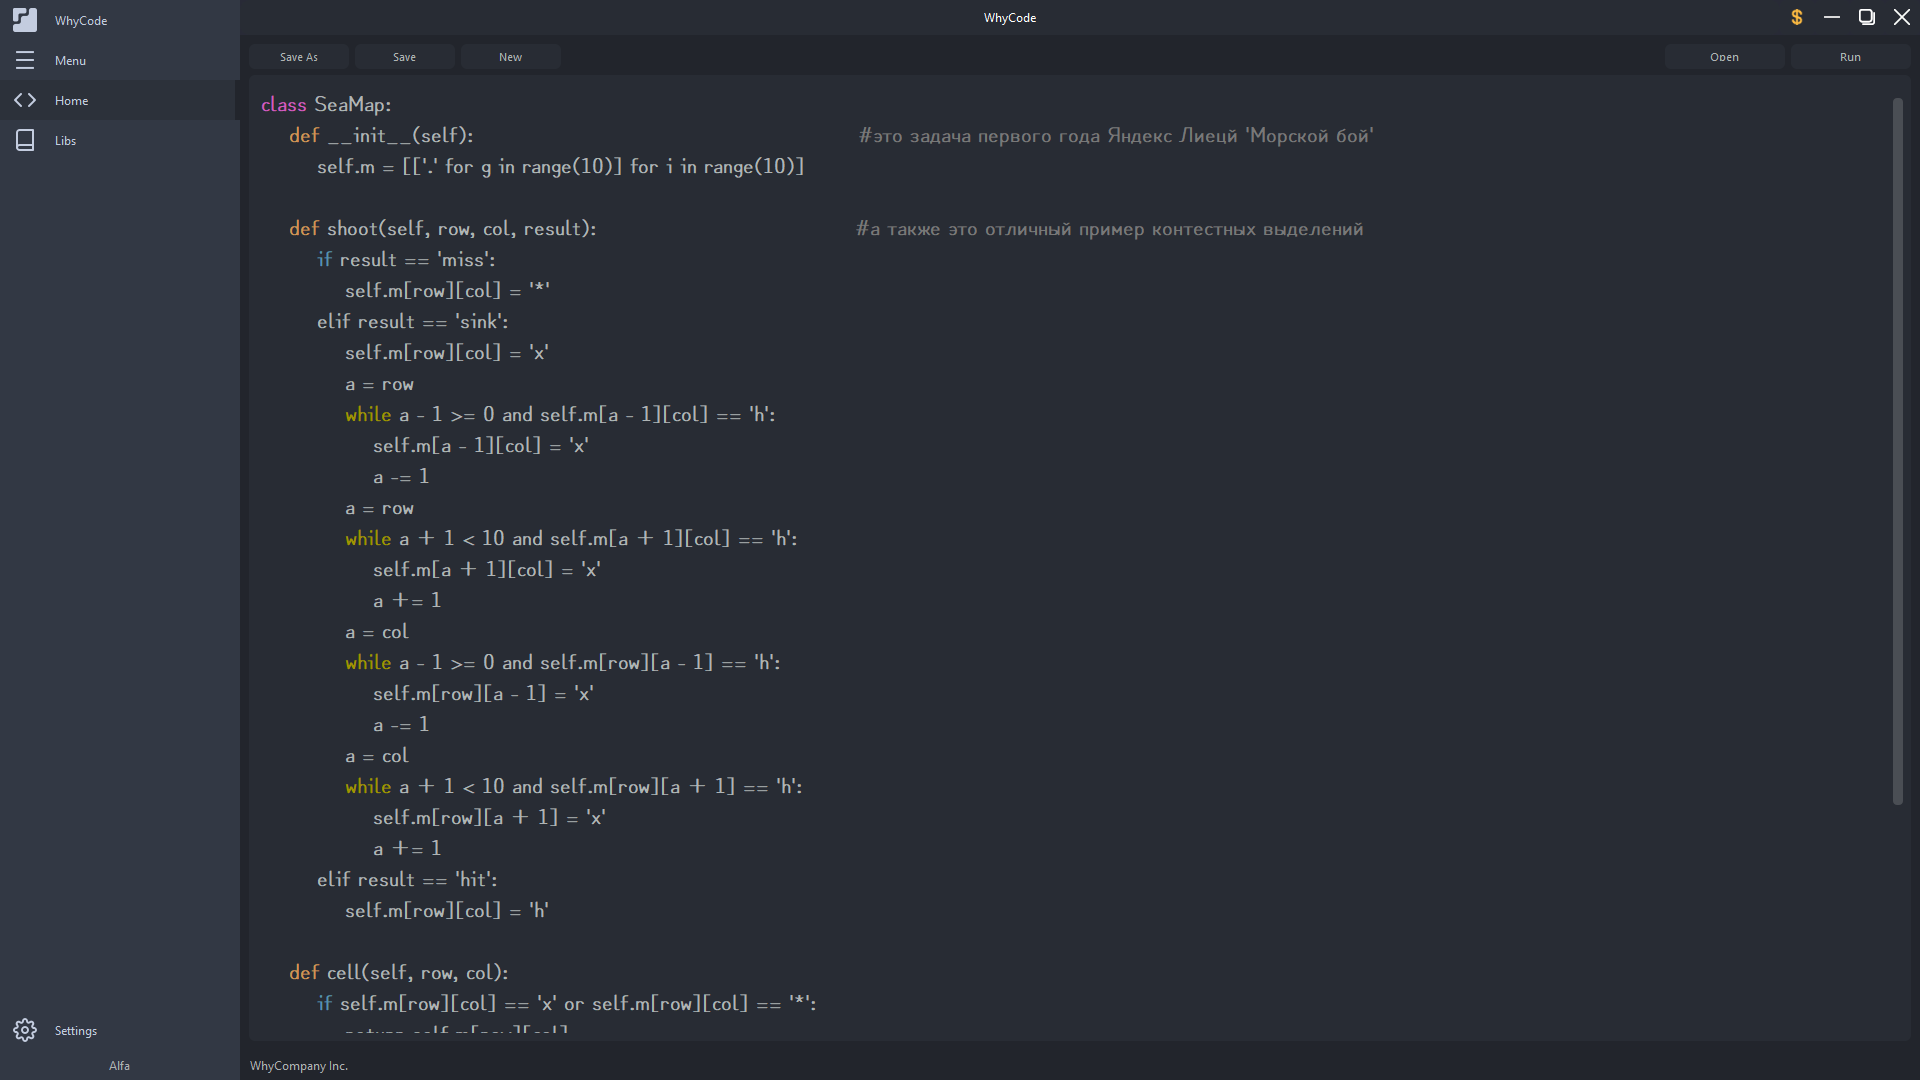 WhyCode
Menu
Home
Libs
Settings
Alfa
WhyCode
$
Save As
Save
New
Open
Run
class SeaMap:
def __init__(self): #это задача первого года Яндекс Лиецй 'Морской бой'
self.m = [['.' for g in range(10)] for i in range(10)]
def shoot(self, row, col, result): #а также это отличный пример контестных выделений
if result == 'miss':
self.m[row][col] = '*'
elif result == 'sink':
self.m[row][col] = 'x'
a = row
while a - 1 >= 0 and self.m[a - 1][col] == 'h':
self.m[a - 1][col] = 'x'
a -= 1
a = row
while a + 1 < 10 and self.m[a + 1][col] == 'h':
self.m[a + 1][col] = 'x'
a += 1
a = col
while a - 1 >= 0 and self.m[row][a - 1] == 'h':
self.m[row][a - 1] = 'x'
a -= 1
a = col
while a + 1 < 10 and self.m[row][a + 1] == 'h':
self.m[row][a + 1] = 'x'
a += 1
elif result == 'hit':
self.m[row][col] = 'h'
def cell(self, row, col):
if self.m[row][col] == 'x' or self.m[row][col] == '*':
return self.m[row][col]
WhyCompany Inc.